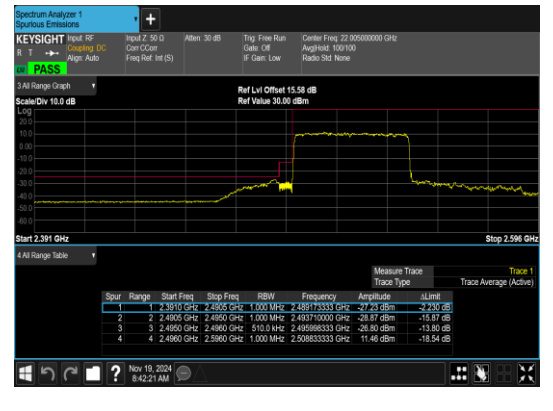 Spectrum Analyzer 1
Spurious Emissions
+
KEYSIGHT Input: RF Input Z: 50 Ω Atten: 30 dB Trig: Free Run Center Freq: 22.005000000 GHz
R T Coupling: DC Corr CCorr Gate: Off Avg|Hold: 100/100
Align: Auto Freq Ref: Int (S) IF Gain: Low Radio Std: None
PASS
3 All Range Graph
Ref Lvl Offset 15.58 dB
Scale/Div 10.0 dB Ref Value 30.00 dBm
Log
20.0
10.0
0.00
-10.0
-20.0
-30.0
-40.0
-50.0
-60.0
Start 2.391 GHz Stop 2.596 GHz
4 All Range Table
Measure Trace Trace 1
Trace Type Trace Average (Active)
Spur Range Start Freq Stop Freq RBW Frequency Amplitude ΔLimit
1 1 2.3910 GHz 2.4905 GHz 1.000 MHz 2.489173333 GHz -27.23 dBm -2.230 dB
2 2 2.4905 GHz 2.4950 GHz 1.000 MHz 2.493710000 GHz -28.87 dBm -15.87 dB
3 3 2.4950 GHz 2.4960 GHz 510.0 kHz 2.495998333 GHz -26.80 dBm -13.80 dB
4 4 2.4960 GHz 2.5960 GHz 1.000 MHz 2.508833333 GHz 11.46 dBm -18.54 dB
? Nov 19, 2024
8:42:21 AM